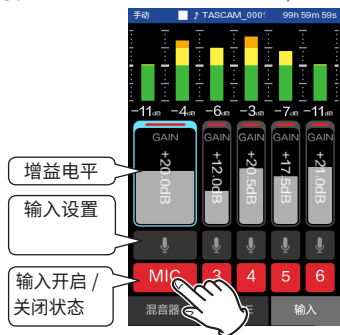 手动 TASCAM_0001 99h 59m 59s
-11dB -4dB -6dB -3dB -7dB -11dB
GAIN GAIN GAIN GAIN GAIN
+20.0dB +12.0dB +20.5dB +17.5dB +21.0dB
增益电平
输入设置
输入开启 /
关闭状态
MIC 3 4 5 6
混音器 输入